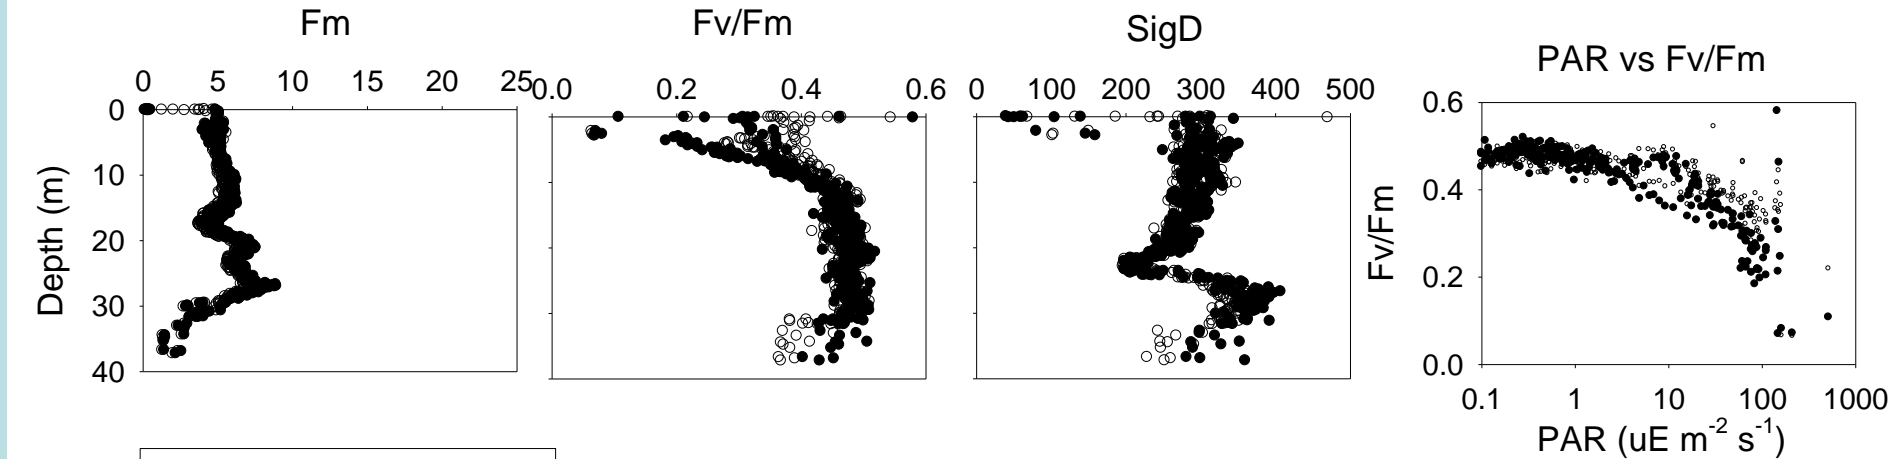 Fm
0 5 10 15 20 25
Depth (m)
0
10
20
30
40
Fv/Fm
0.0 0.2 0.4 0.6
SigD
0 100 200 300 400 500
PAR vs Fv/Fm
Fv/Fm
0.6
0.4
0.2
0.0
0.1 1 10 100 1000
PAR (uE m-2 s-1)